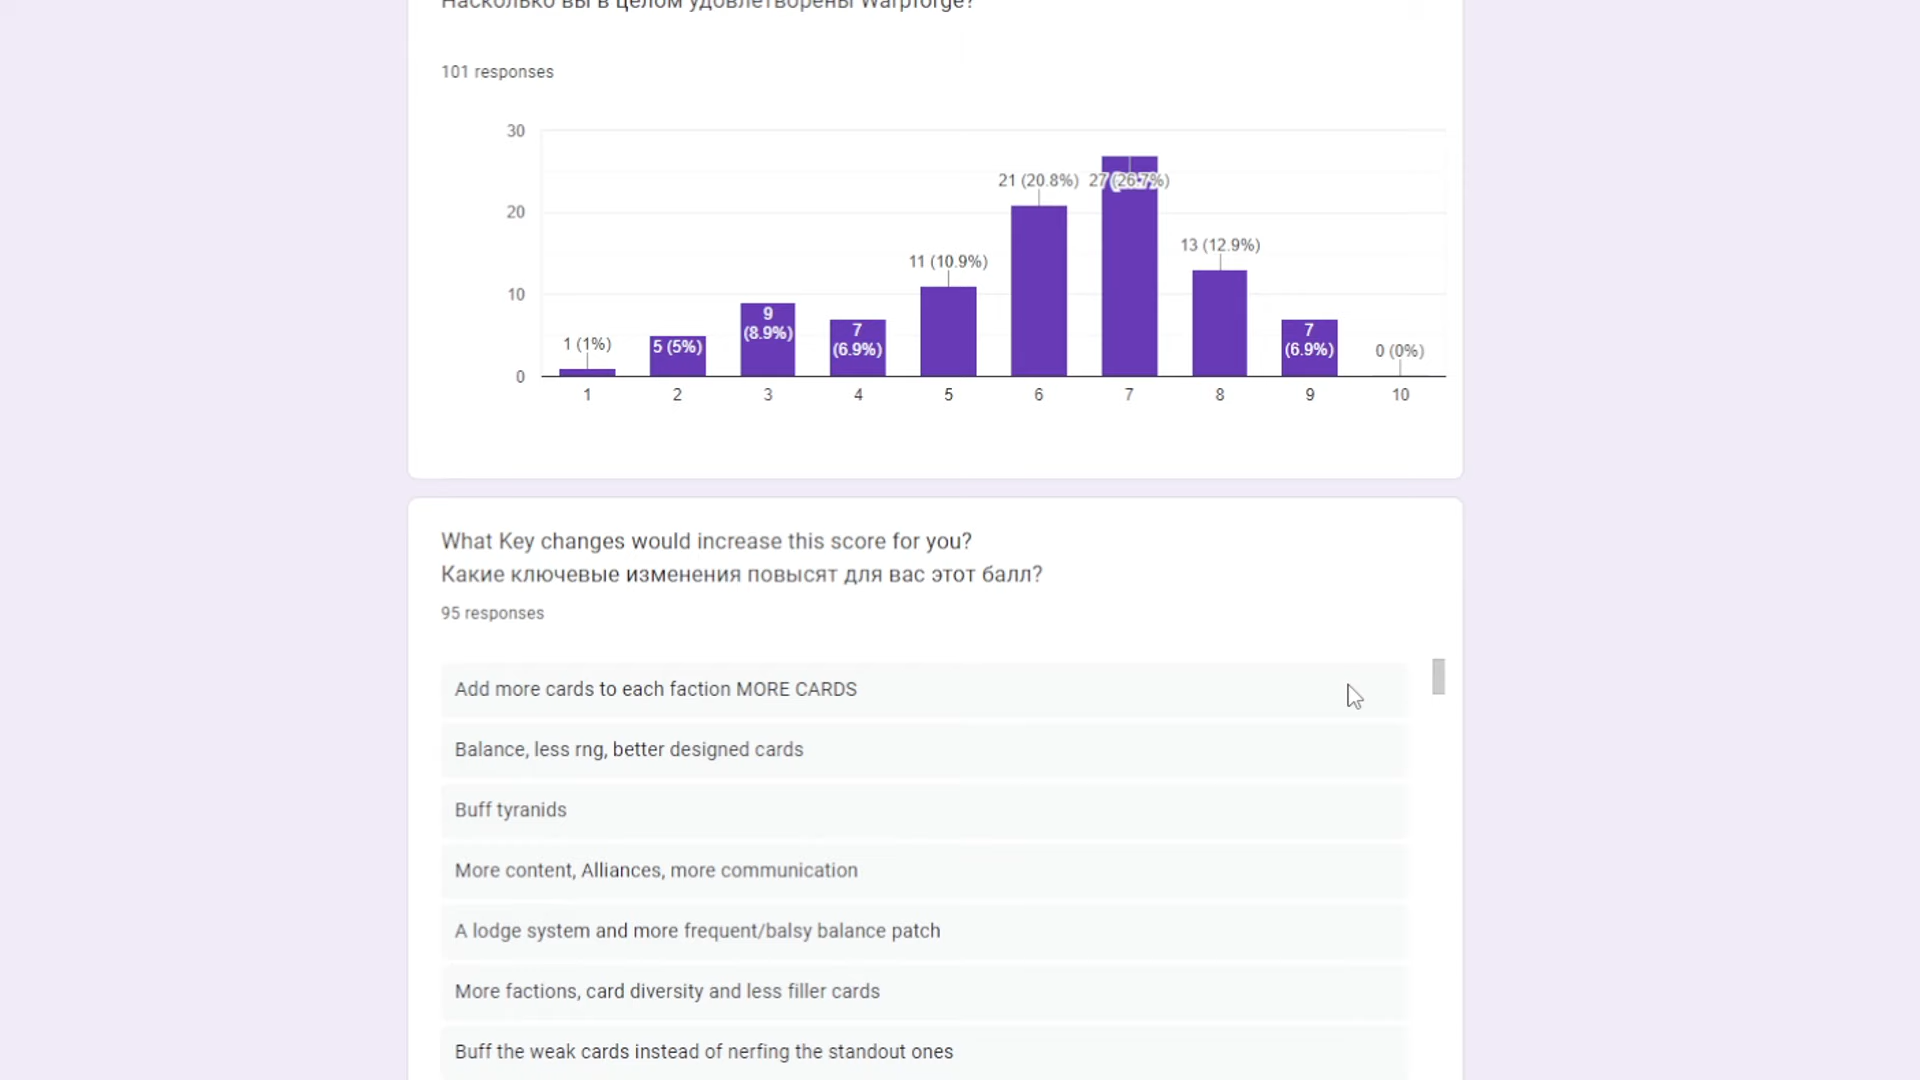 Насколько вы в целом удовлетворены Warpforge?
101 responses
30
20
10
0
1 (1%)
5 (5%)
9
(8.9%)
7
(6.9%)
11 (10.9%)
21 (20.8%)
27 (26.7%)
13 (12.9%)
7
(6.9%)
0 (0%)
1 2 3 4 5 6 7 8 9 10
What Key changes would increase this score for you?
Какие ключевые изменения повысят для вас этот балл?
95 responses
Add more cards to each faction MORE CARDS
Balance, less rng, better designed cards
Buff tyranids
More content, Alliances, more communication
A lodge system and more frequent/balsy balance patch
More factions, card diversity and less filler cards
Buff the weak cards instead of nerfing the standout ones